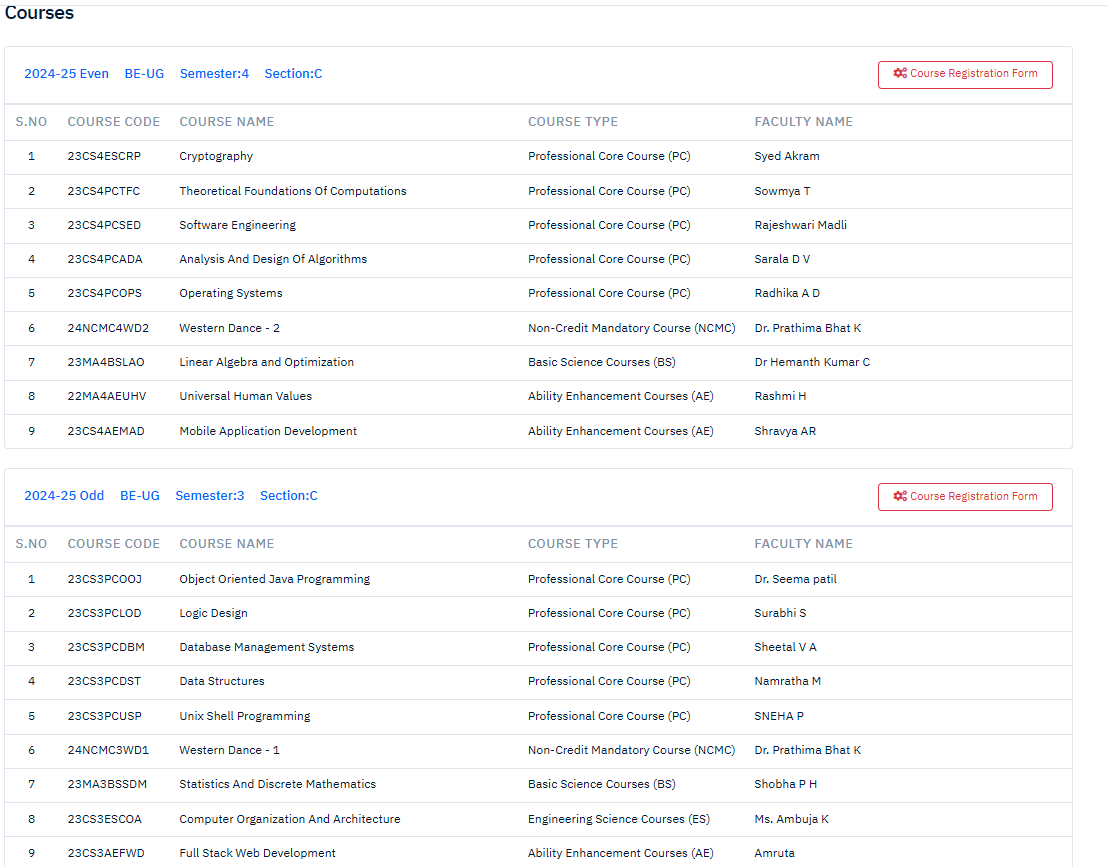 Courses
2024-25 Even BE-UG Semester:4 Section:C Course Registration Form
S.NO COURSE CODE COURSE NAME COURSE TYPE FACULTY NAME
1 23CS4ESCRP Cryptography Professional Core Course (PC) Syed Akram
2 23CS4PCTFC Theoretical Foundations Of Computations Professional Core Course (PC) Sowmya T
3 23CS4PCSED Software Engineering Professional Core Course (PC) Rajeshwari Madli
4 23CS4PCADA Analysis And Design Of Algorithms Professional Core Course (PC) Sarala D V
5 23CS4PCOPS Operating Systems Professional Core Course (PC) Radhika A D
6 24NCMC4WD2 Western Dance - 2 Non-Credit Mandatory Course (NCMC) Dr. Prathima Bhat K
7 23MA4BSLAO Linear Algebra and Optimization Basic Science Courses (BS) Dr Hemanth Kumar C
8 22MA4AEUHV Universal Human Values Ability Enhancement Courses (AE) Rashmi H
9 23CS4AEMAD Mobile Application Development Ability Enhancement Courses (AE) Shravya AR
2024-25 Odd BE-UG Semester:3 Section:C Course Registration Form
S.NO COURSE CODE COURSE NAME COURSE TYPE FACULTY NAME
1 23CS3PCOOJ Object Oriented Java Programming Professional Core Course (PC) Dr. Seema patil
2 23CS3PCLOD Logic Design Professional Core Course (PC) Surabhi S
3 23CS3PCDBM Database Management Systems Professional Core Course (PC) Sheetal V A
4 23CS3PCDST Data Structures Professional Core Course (PC) Namratha M
5 23CS3PCUSP Unix Shell Programming Professional Core Course (PC) SNEHA P
6 24NCMC3WD1 Western Dance - 1 Non-Credit Mandatory Course (NCMC) Dr. Prathima Bhat K
7 23MA3BSSDM Statistics And Discrete Mathematics Basic Science Courses (BS) Shobha P H
8 23CS3ESCOA Computer Organization And Architecture Engineering Science Courses (ES) Ms. Ambuja K
9 23CS3AEFWD Full Stack Web Development Ability Enhancement Courses (AE) Amruta